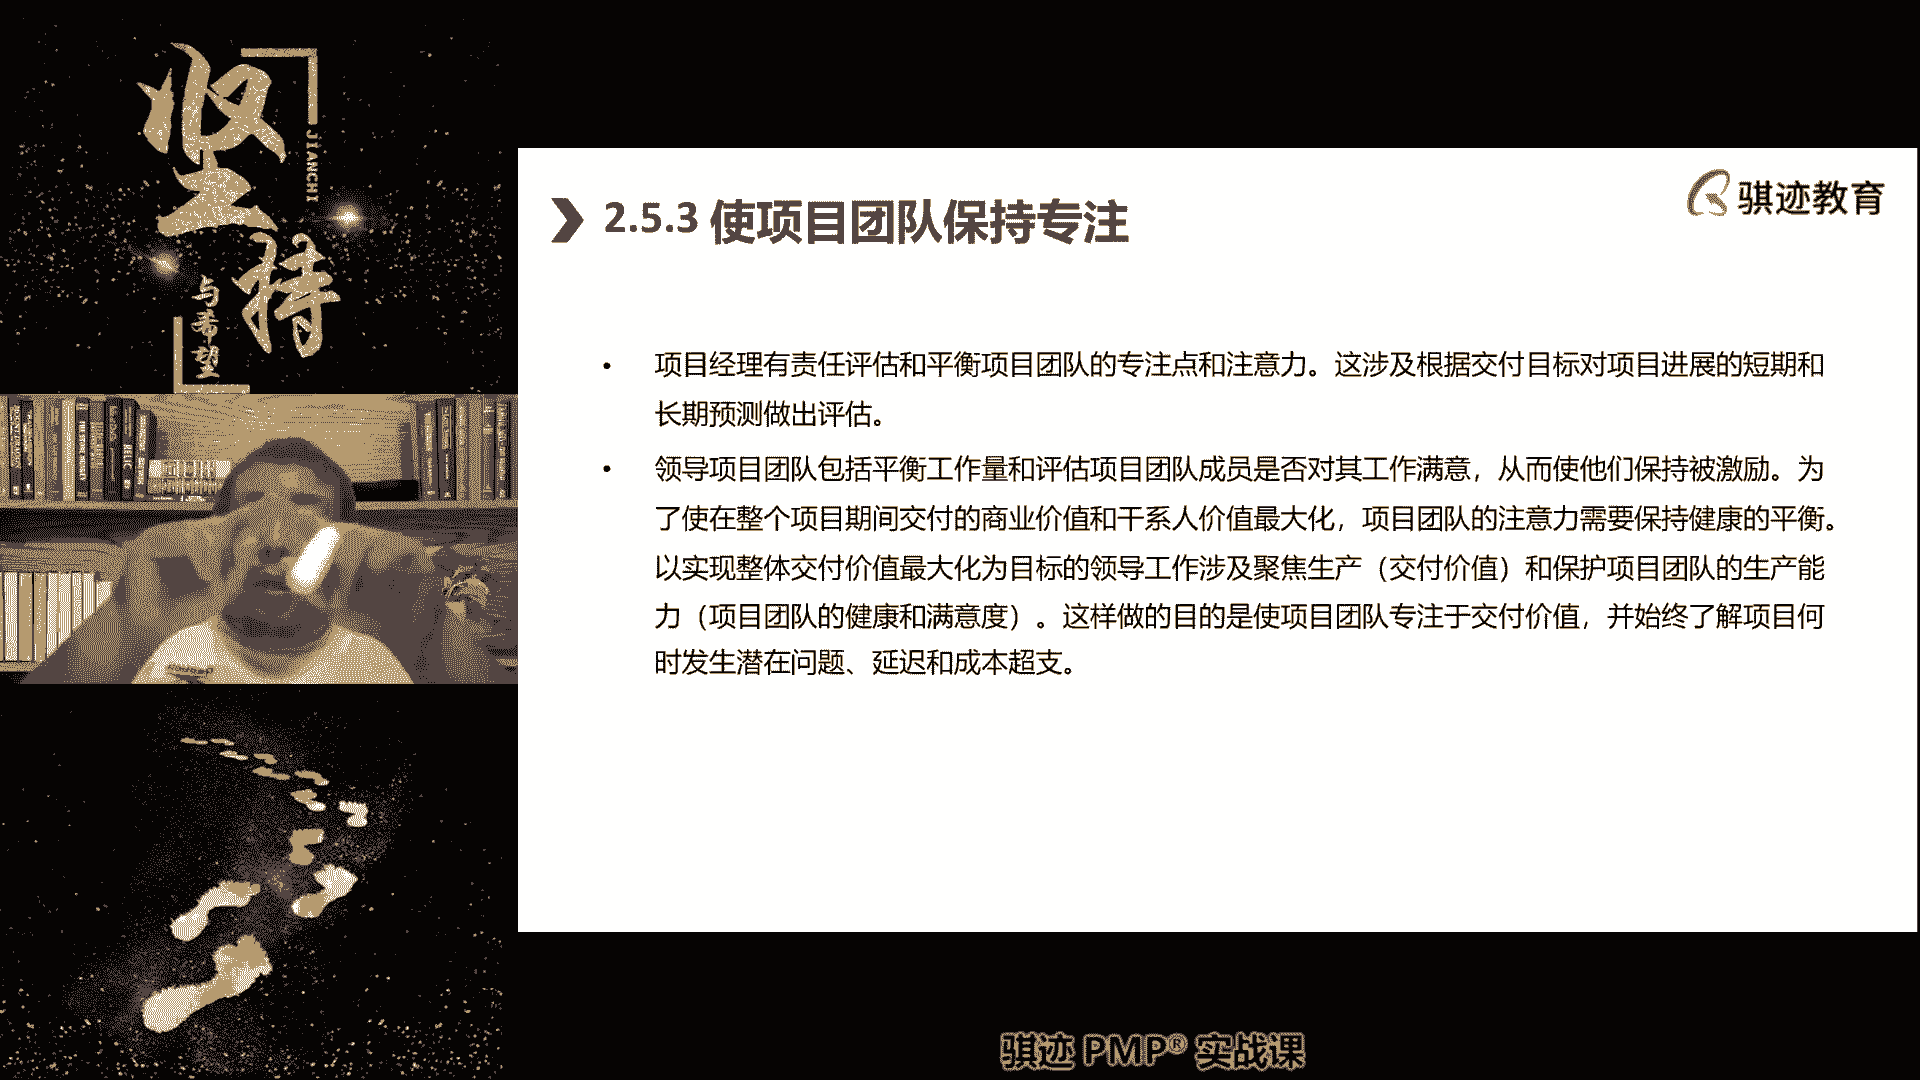 坚持
JIANCHI
与希望
骐迹教育
2.5.3 使项目团队保持专注
• 项目经理有责任评估和平衡项目团队的专注点和注意力。这涉及根据交付目标对项目进展的短期和
长期预测做出评估。
• 领导项目团队包括平衡工作量和评估项目团队成员是否对其工作满意，从而使他们保持被激励。为
了使在整个项目期间交付的商业价值和干系人价值最大化，项目团队的注意力需要保持健康的平衡。
以实现整体交付价值最大化为目标的领导工作涉及聚焦生产（交付价值）和保护项目团队的生产能
力（项目团队的健康和满意度）。这样做的目的是使项目团队专注于交付价值，并始终了解项目何
时发生潜在问题、延迟和成本超支。
骐迹 PMP® 实战课